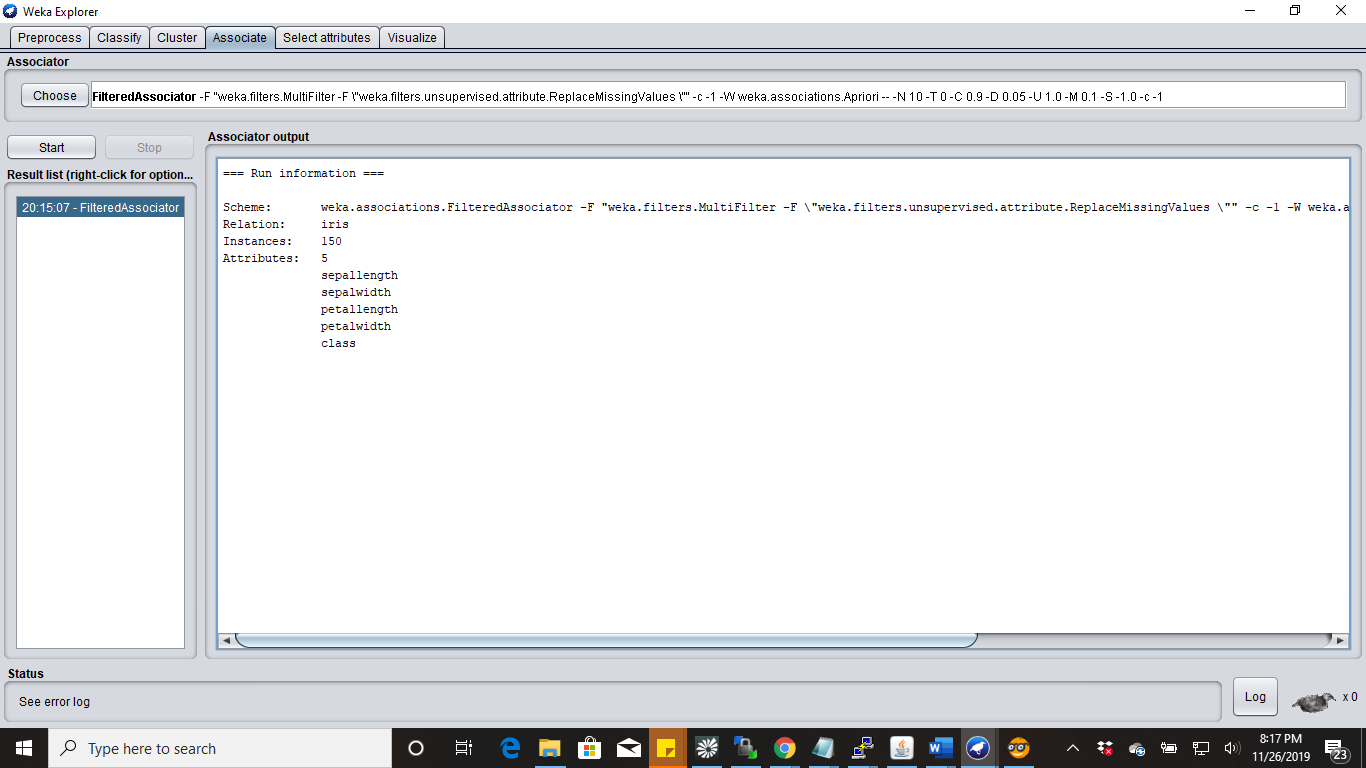 Weka Explorer
Preprocess Classify Cluster Associate Select attributes Visualize
Associator
Choose FilteredAssociator -F "weka.filters.MultiFilter -F \"weka.filters.unsupervised.attribute.ReplaceMissingValues \"" -c -1 -W weka.associations.Apriori -- -N 10 -T 0 -C 0.9 -D 0.05 -U 1.0 -M 0.1 -S -1.0 -c -1
Start Stop
Result list (right-click for option...
20:15:07 - FilteredAssociator
Associator output
=== Run information ===
Scheme: weka.associations.FilteredAssociator -F "weka.filters.MultiFilter -F \"weka.filters.unsupervised.attribute.ReplaceMissingValues \"" -c -1 -W weka.a
Relation: iris
Instances: 150
Attributes: 5
sepallength
sepalwidth
petallength
petalwidth
class
Status
See error log
Log
x 0
Type here to search
8:17 PM
11/26/2019
23